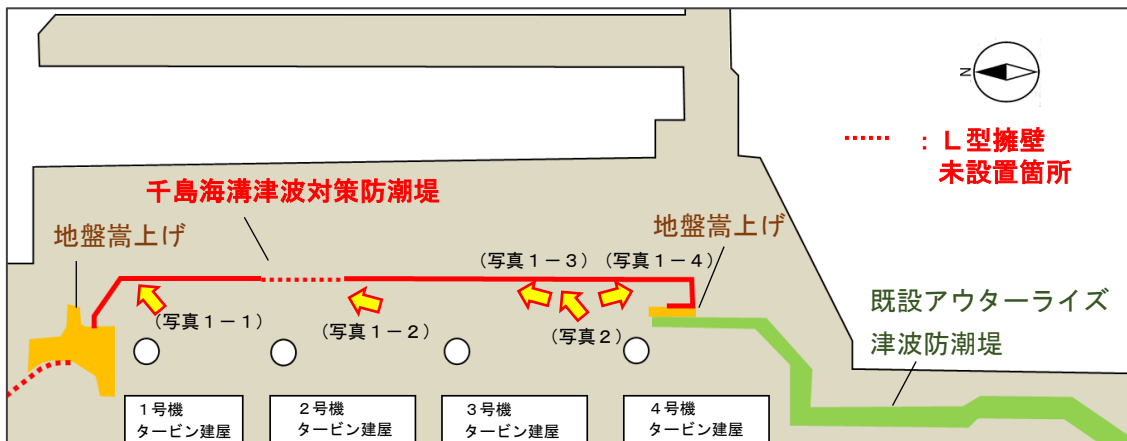 N
: L型擁壁
未設置箇所
千島海溝津波対策防潮堤
地盤嵩上げ
地盤嵩上げ
(写真1-3)
(写真1-4)
(写真1-1)
(写真1-2)
(写真2)
既設アウターライズ
津波防潮堤
1号機
タービン建屋
2号機
タービン建屋
3号機
タービン建屋
4号機
タービン建屋